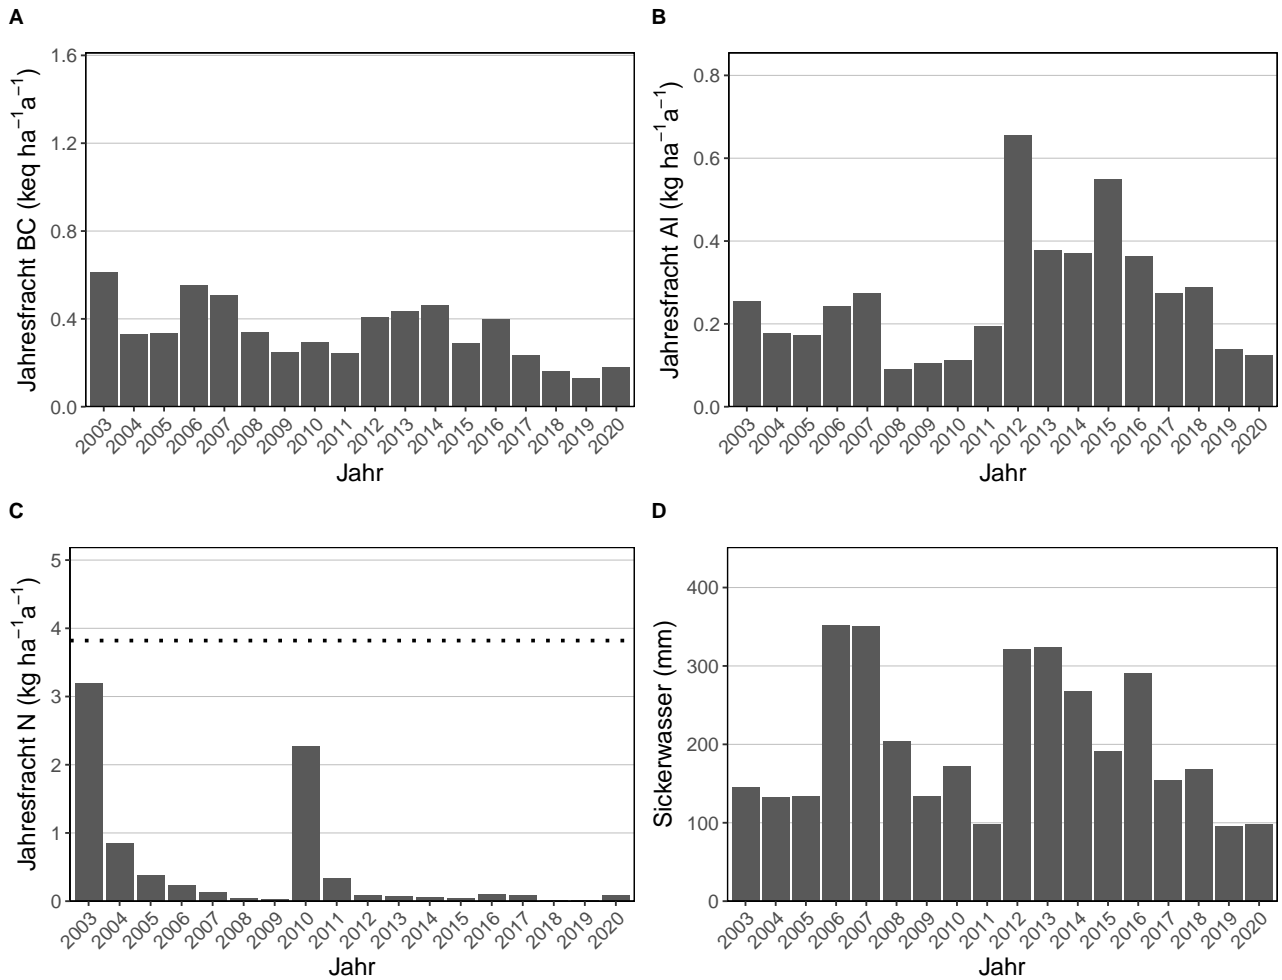 A
Jahresfracht BC (keq ha⁻¹a⁻¹)
1.6
1.2
0.8
0.4
0.0
2003 2004 2005 2006 2007 2008 2009 2010 2011 2012 2013 2014 2015 2016 2017 2018 2019 2020
Jahr
B
Jahresfracht Al (kg ha⁻¹a⁻¹)
0.8
0.6
0.4
0.2
0.0
2003 2004 2005 2006 2007 2008 2009 2010 2011 2012 2013 2014 2015 2016 2017 2018 2019 2020
Jahr
C
Jahresfracht N (kg ha⁻¹a⁻¹)
5
4
3
2
1
0
2003 2004 2005 2006 2007 2008 2009 2010 2011 2012 2013 2014 2015 2016 2017 2018 2019 2020
Jahr
D
Sickerwasser (mm)
400
300
200
100
0
2003 2004 2005 2006 2007 2008 2009 2010 2011 2012 2013 2014 2015 2016 2017 2018 2019 2020
Jahr